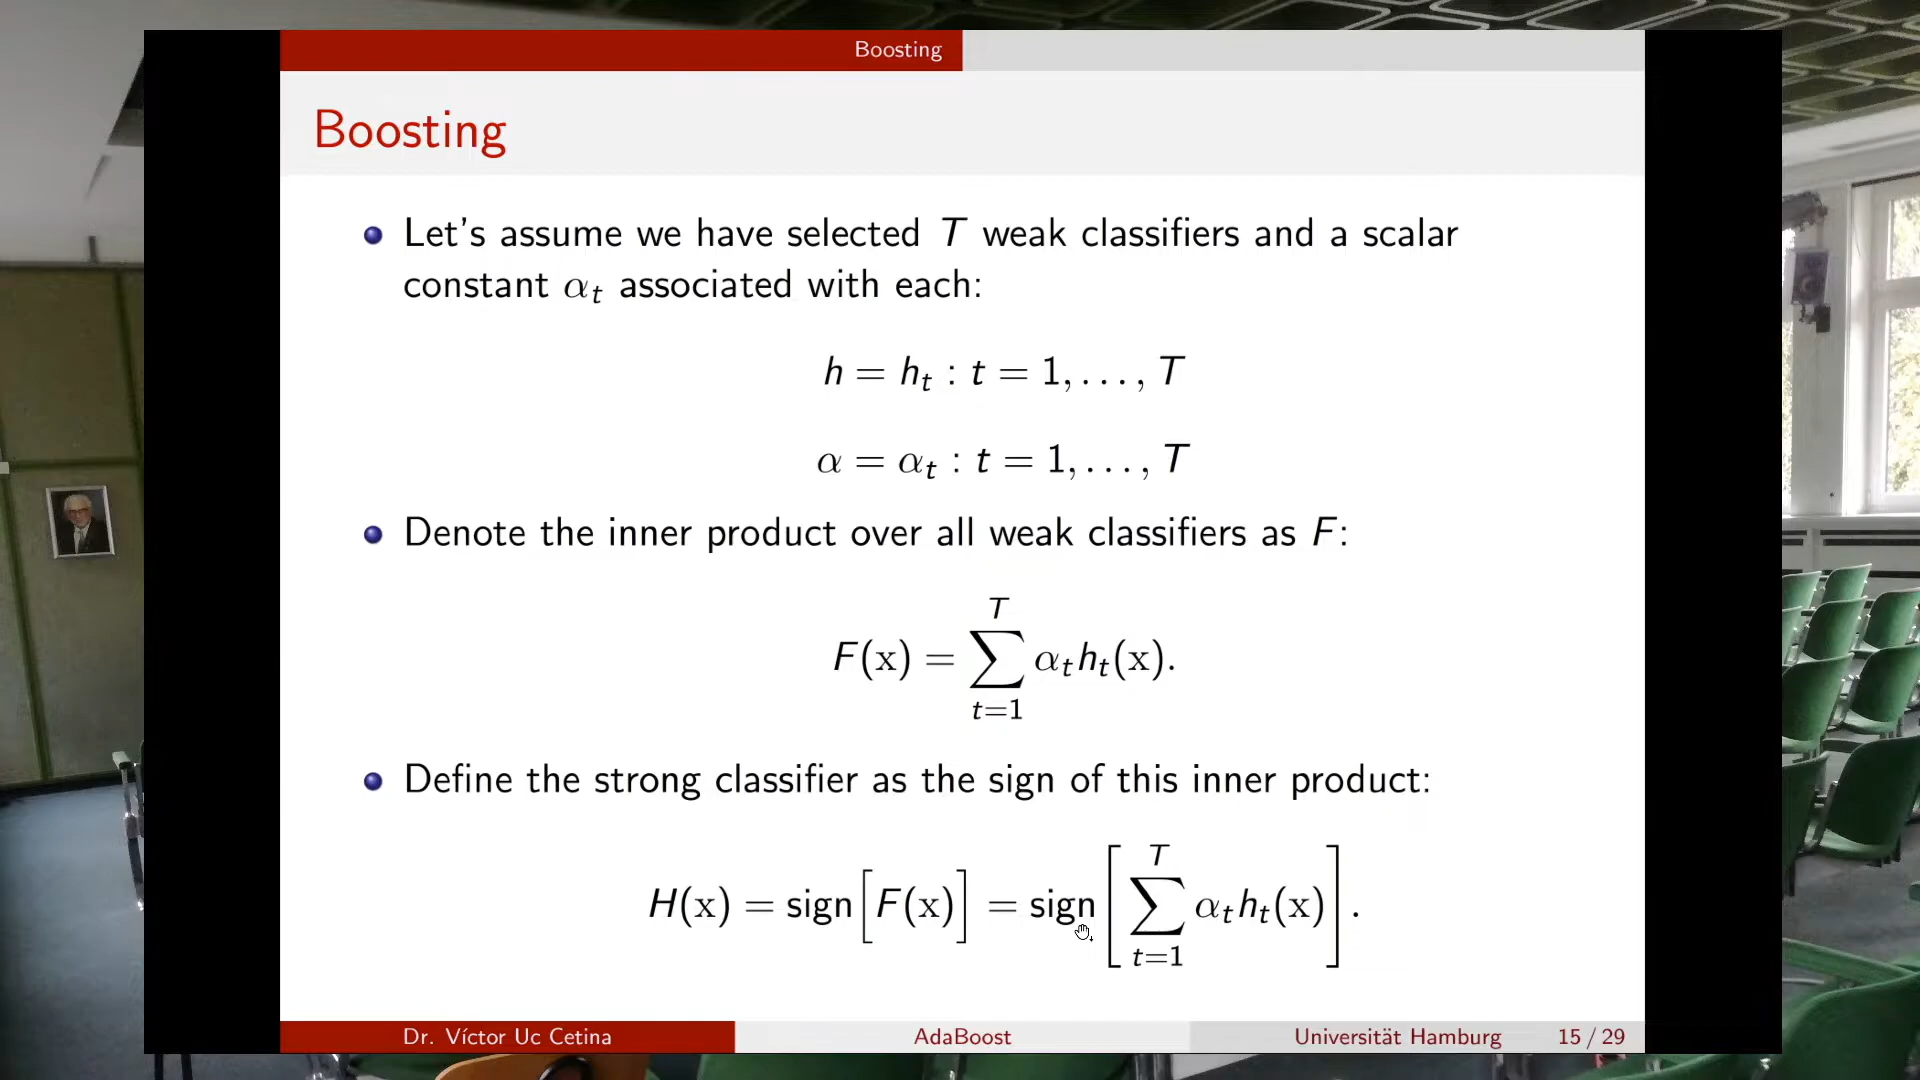 Boosting
Boosting
Let's assume we have selected T weak classifiers and a scalar
constant αₜ associated with each:
h = hₜ : t = 1, . . . , T
α = αₜ : t = 1, . . . , T
Denote the inner product over all weak classifiers as F:
F(x) = ∑_{t=1}^{T} αₜhₜ(x).
Define the strong classifier as the sign of this inner product:
H(x) = sign[F(x)] = sign[∑_{t=1}^{T} αₜhₜ(x)].
Dr. Víctor Uc Cetina AdaBoost Universität Hamburg 15 / 29